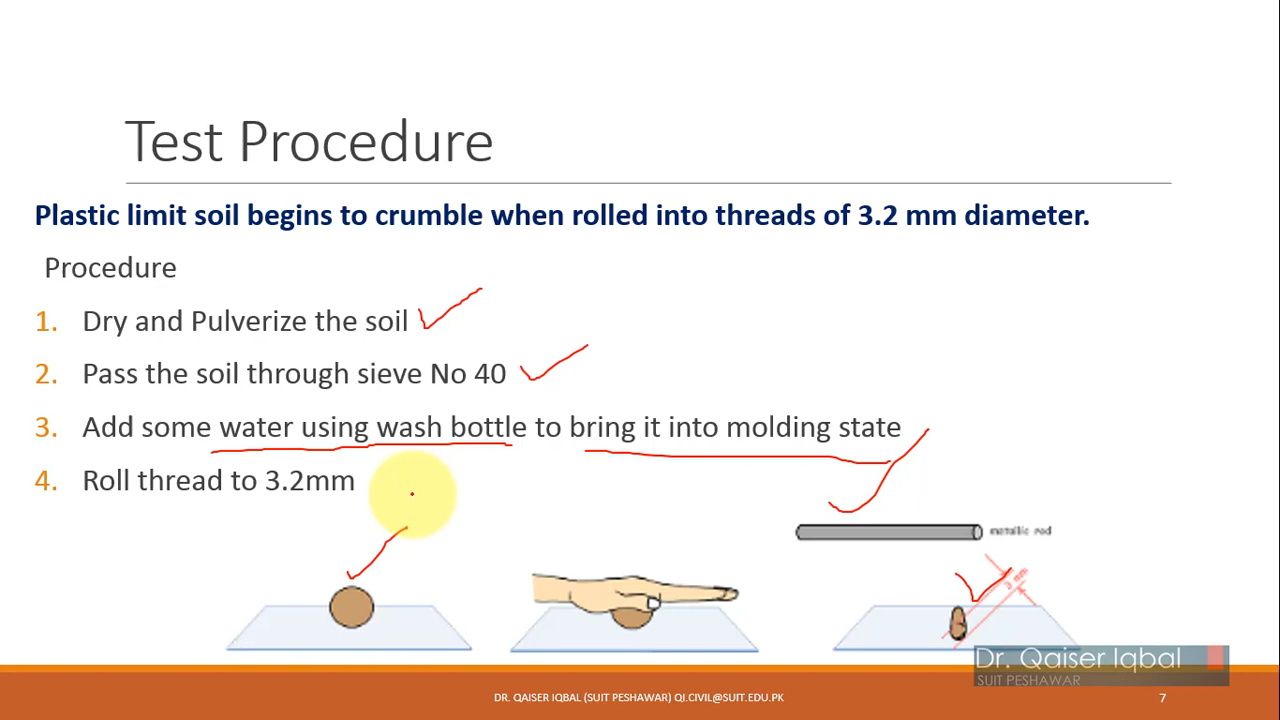 Test Procedure
Plastic limit soil begins to crumble when rolled into threads of 3.2 mm diameter.
Procedure
1. Dry and Pulverize the soil
2. Pass the soil through sieve No 40
3. Add some water using wash bottle to bring it into molding state
4. Roll thread to 3.2mm
metallic rod
3 mm
Dr. Qaiser Iqbal
SUIT PESHAWAR
DR. QAISER IQBAL (SUIT PESHAWAR) QI.CIVIL@SUIT.EDU.PK
7